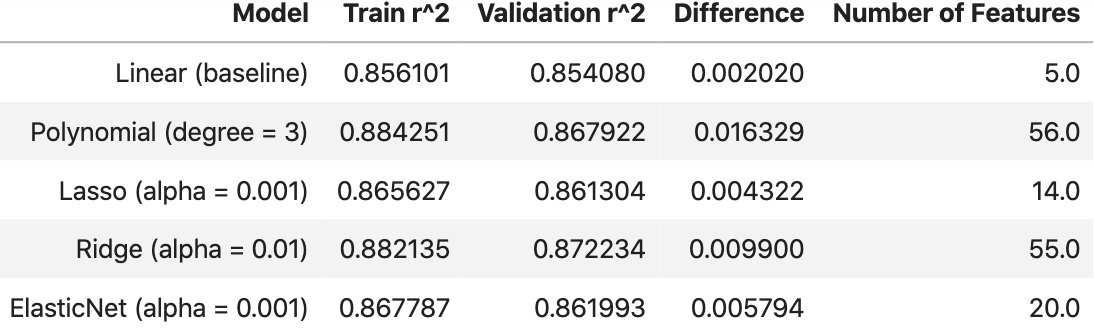 Model Train r^2 Validation r^2 Difference Number of Features
Linear (baseline) 0.856101 0.854080 0.002020 5.0
Polynomial (degree = 3) 0.884251 0.867922 0.016329 56.0
Lasso (alpha = 0.001) 0.865627 0.861304 0.004322 14.0
Ridge (alpha = 0.01) 0.882135 0.872234 0.009900 55.0
ElasticNet (alpha = 0.001) 0.867787 0.861993 0.005794 20.0